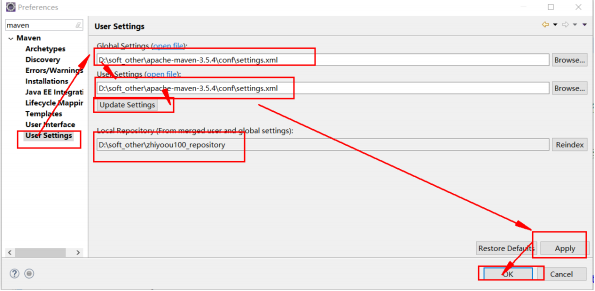 Preferences
maven
User Settings
Maven
Archetypes
Discovery
Errors/Warnings
Installations
Java EE Integrati
Lifecycle Mappir
Templates
User Interface
User Settings
Global Settings (open file):
D:\soft_other\apache-maven-3.5.4\conf\settings.xml
Browse...
User Settings (open file):
D:\soft_other\apache-maven-3.5.4\conf\settings.xml
Browse...
Update Settings
Local Repository (From merged user and global settings):
D:\soft_other\zhiyoou100_repository
Reindex
Restore Defaults
Apply
OK
Cancel